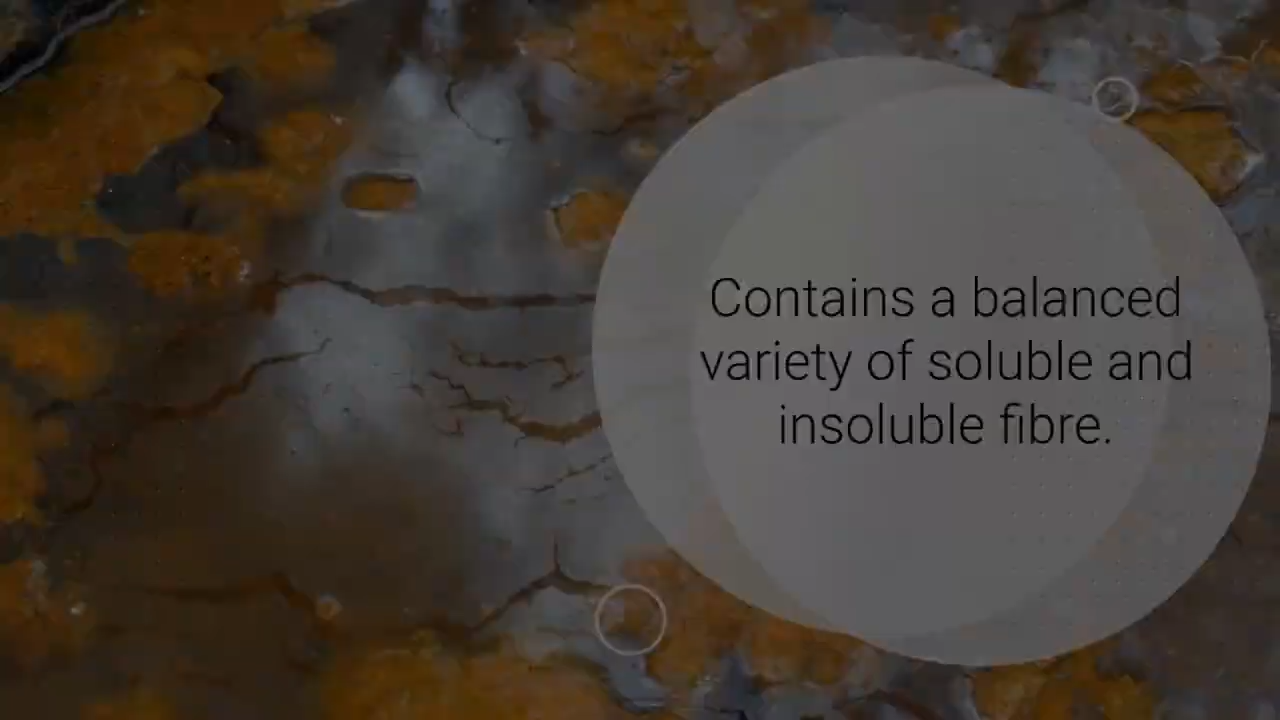 Contains a balanced
variety of soluble and
insoluble fibre.